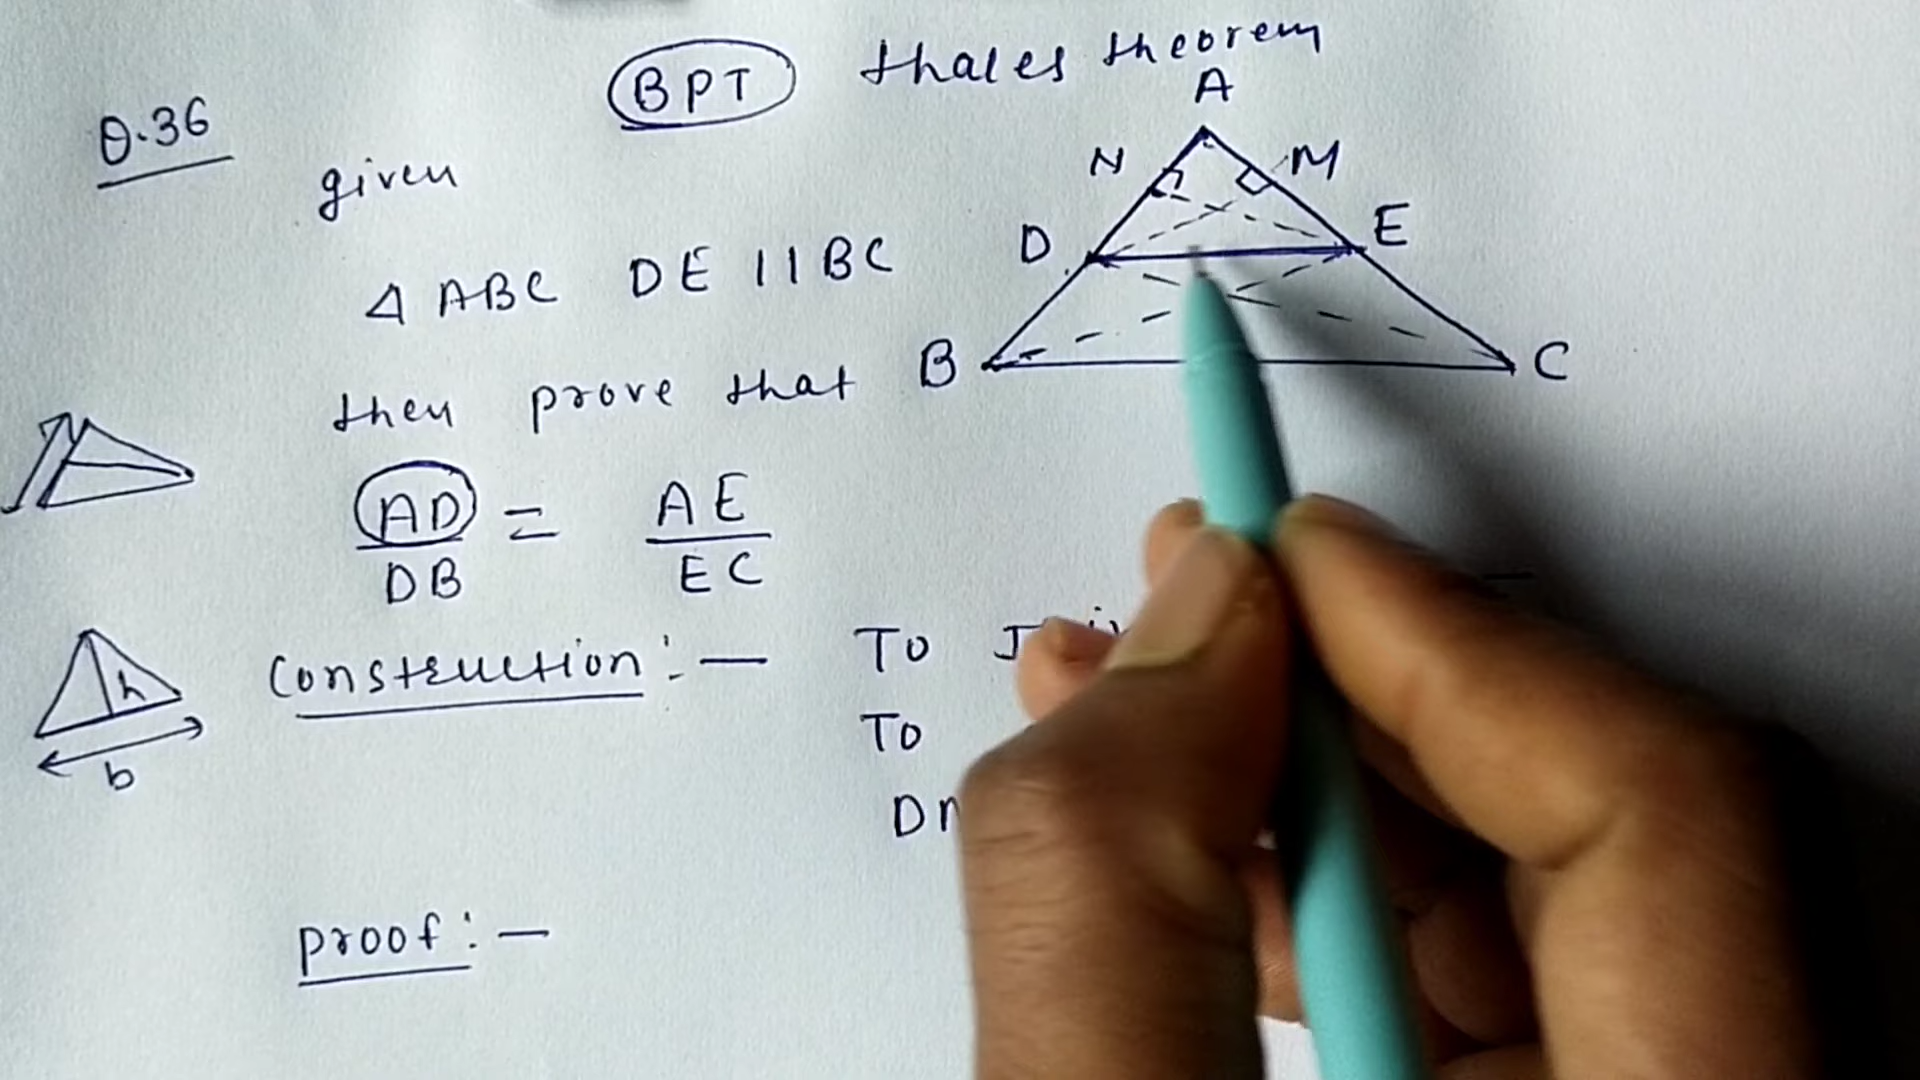 BPT thales theorem
Q.36
given
△ ABC DE || BC
then prove that
AD/DB = AE/EC
construction :- To
To
proof :-
A
N M
D E
B C
h
b